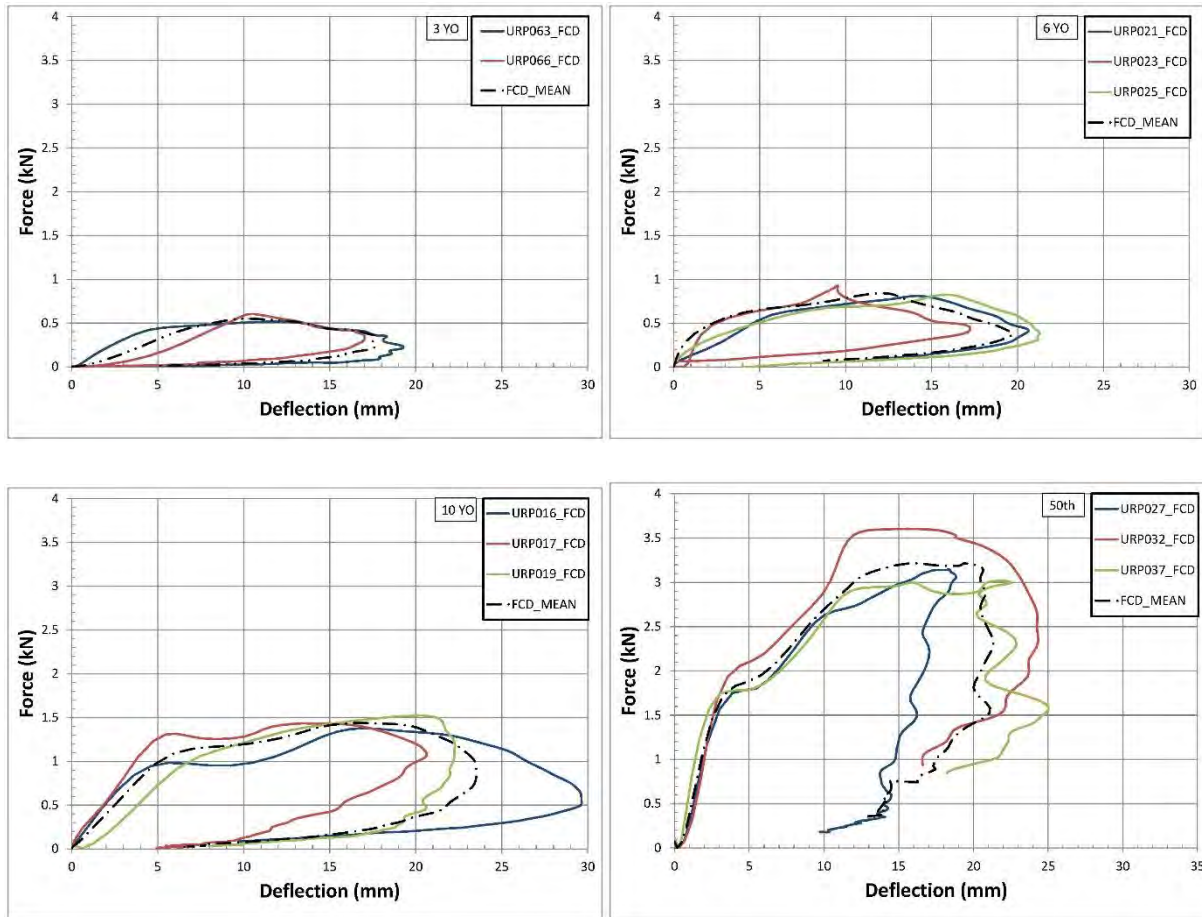 3 YO
URP063_FCD
URP066_FCD
FCD_MEAN
4
3.5
3
2.5
2
1.5
1
0.5
0
Force (kN)
0 5 10 15 20 25 30
Deflection (mm)
6 YO
URP021_FCD
URP023_FCD
URP025_FCD
FCD_MEAN
4
3.5
3
2.5
2
1.5
1
0.5
0
Force (kN)
0 5 10 15 20 25 30
Deflection (mm)
10 YO
URP016_FCD
URP017_FCD
URP019_FCD
FCD_MEAN
4
3.5
3
2.5
2
1.5
1
0.5
0
Force (kN)
0 5 10 15 20 25 30
Deflection (mm)
50th
URP027_FCD
URP032_FCD
URP037_FCD
FCD_MEAN
4
3.5
3
2.5
2
1.5
1
0.5
0
Force (kN)
0 5 10 15 20 25 30 35
Deflection (mm)